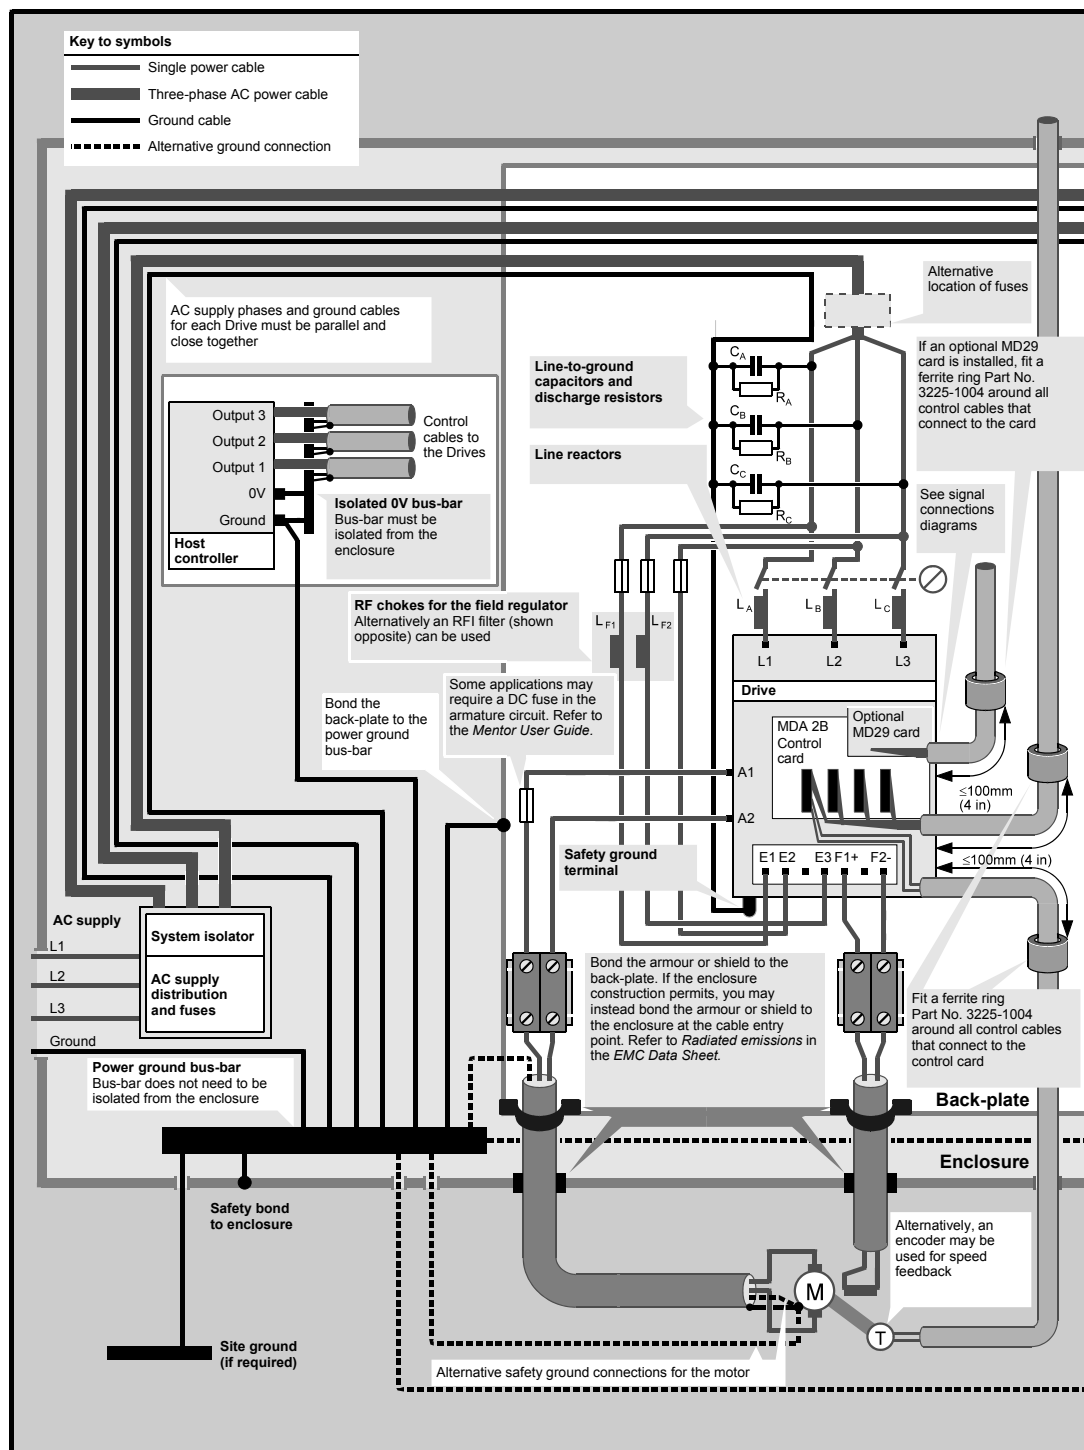 Key to symbols
Single power cable
Three-phase AC power cable
Ground cable
Alternative ground connection
AC supply phases and ground cables
for each Drive must be parallel and
close together
Alternative
location of fuses
If an optional MD29
card is installed, fit a
ferrite ring Part No.
3225-1004 around all
control cables that
connect to the card
Line-to-ground
capacitors and
discharge resistors
Line reactors
CA
RA
CB
RB
CC
RC
Output 3
Output 2
Output 1
0V
Ground
Host
controller
Control
cables to
the Drives
Isolated 0V bus-bar
Bus-bar must be
isolated from the
enclosure
See signal
connections
diagrams
RF chokes for the field regulator
Alternatively an RFI filter (shown
opposite) can be used
LF1
LF2
LA
LB
LC
L1
L2
L3
Drive
Some applications may
require a DC fuse in the
armature circuit. Refer to
the Mentor User Guide.
Bond the
back-plate to the
power ground
bus-bar
MDA 2B
Control
card
Optional
MD29 card
A1
A2
≤100mm
(4 in)
≤100mm (4 in)
E1 E2 E3 F1+ F2-
Safety ground
terminal
AC supply
L1
L2
L3
Ground
System isolator
AC supply
distribution
and fuses
Bond the armour or shield to the
back-plate. If the enclosure
construction permits, you may
instead bond the armour or shield to
the enclosure at the cable entry
point. Refer to Radiated emissions in
the EMC Data Sheet.
Fit a ferrite ring
Part No. 3225-1004
around all control cables
that connect to the
control card
Power ground bus-bar
Bus-bar does not need to be
isolated from the enclosure
Back-plate
Enclosure
Safety bond
to enclosure
Alternatively, an
encoder may be
used for speed
feedback
M
T
Site ground
(if required)
Alternative safety ground connections for the motor